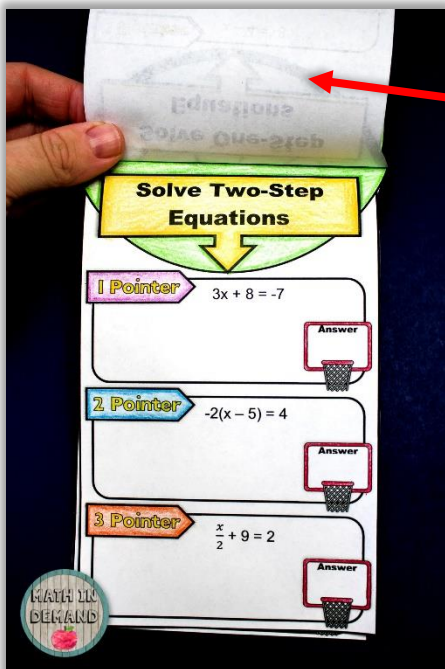 Equations
Solve One-Step
Solve Two-Step
Equations
1 Pointer
3x + 8 = -7
Answer
2 Pointer
-2(x – 5) = 4
Answer
3 Pointer
x/2 + 9 = 2
Answer
MATH IN
DEMAND